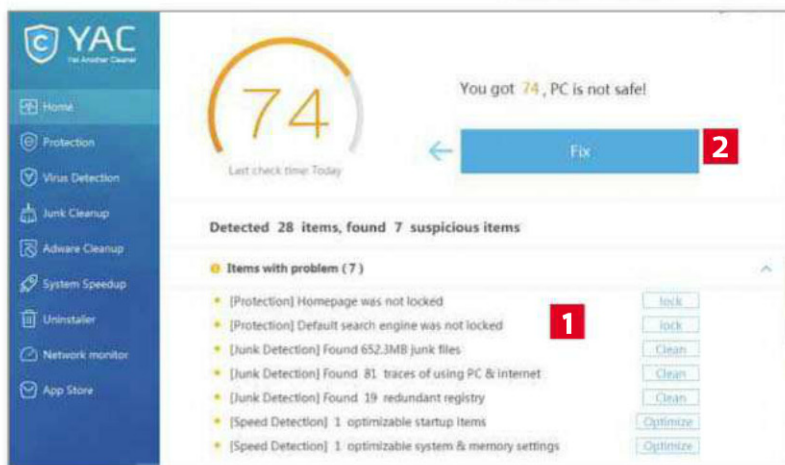 YAC
Yet Another Cleaner
Home
Protection
Virus Detection
Junk Cleanup
Adware Cleanup
System Speedup
Uninstaller
Network monitor
App Store
74
Last check time: Today
You got 74, PC is not safe!
Fix
2
Detected 28 items, found 7 suspicious items
Items with problem ( 7 )
[Protection] Homepage was not locked lock
[Protection] Default search engine was not locked lock
1
[Junk Detection] Found 652.3MB junk files Clean
[Junk Detection] Found 81 traces of using PC & internet Clean
[Junk Detection] Found 19 redundant registry Clean
[Speed Detection] 1 optimizable startup items Optimize
[Speed Detection] 1 optimizable system & memory settings Optimize